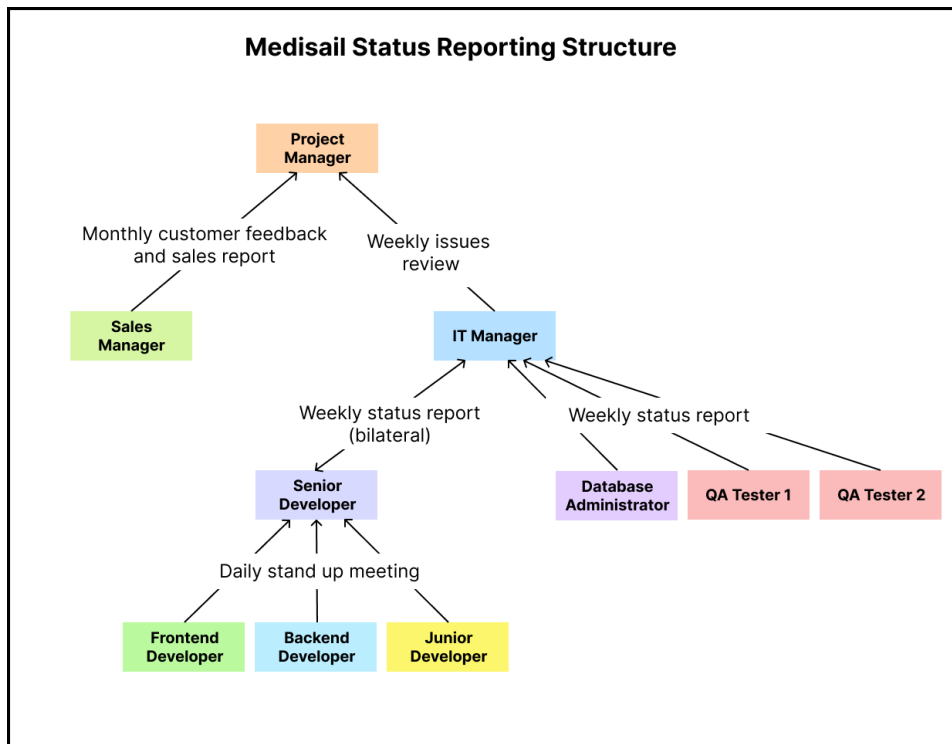 Medisail Status Reporting Structure
Project
Manager
Monthly customer feedback
and sales report
Weekly issues
review
Sales
Manager
IT Manager
Weekly status report
(bilateral)
Weekly status report
Senior
Developer
Database
Administrator
QA Tester 1
QA Tester 2
Daily stand up meeting
Frontend
Developer
Backend
Developer
Junior
Developer